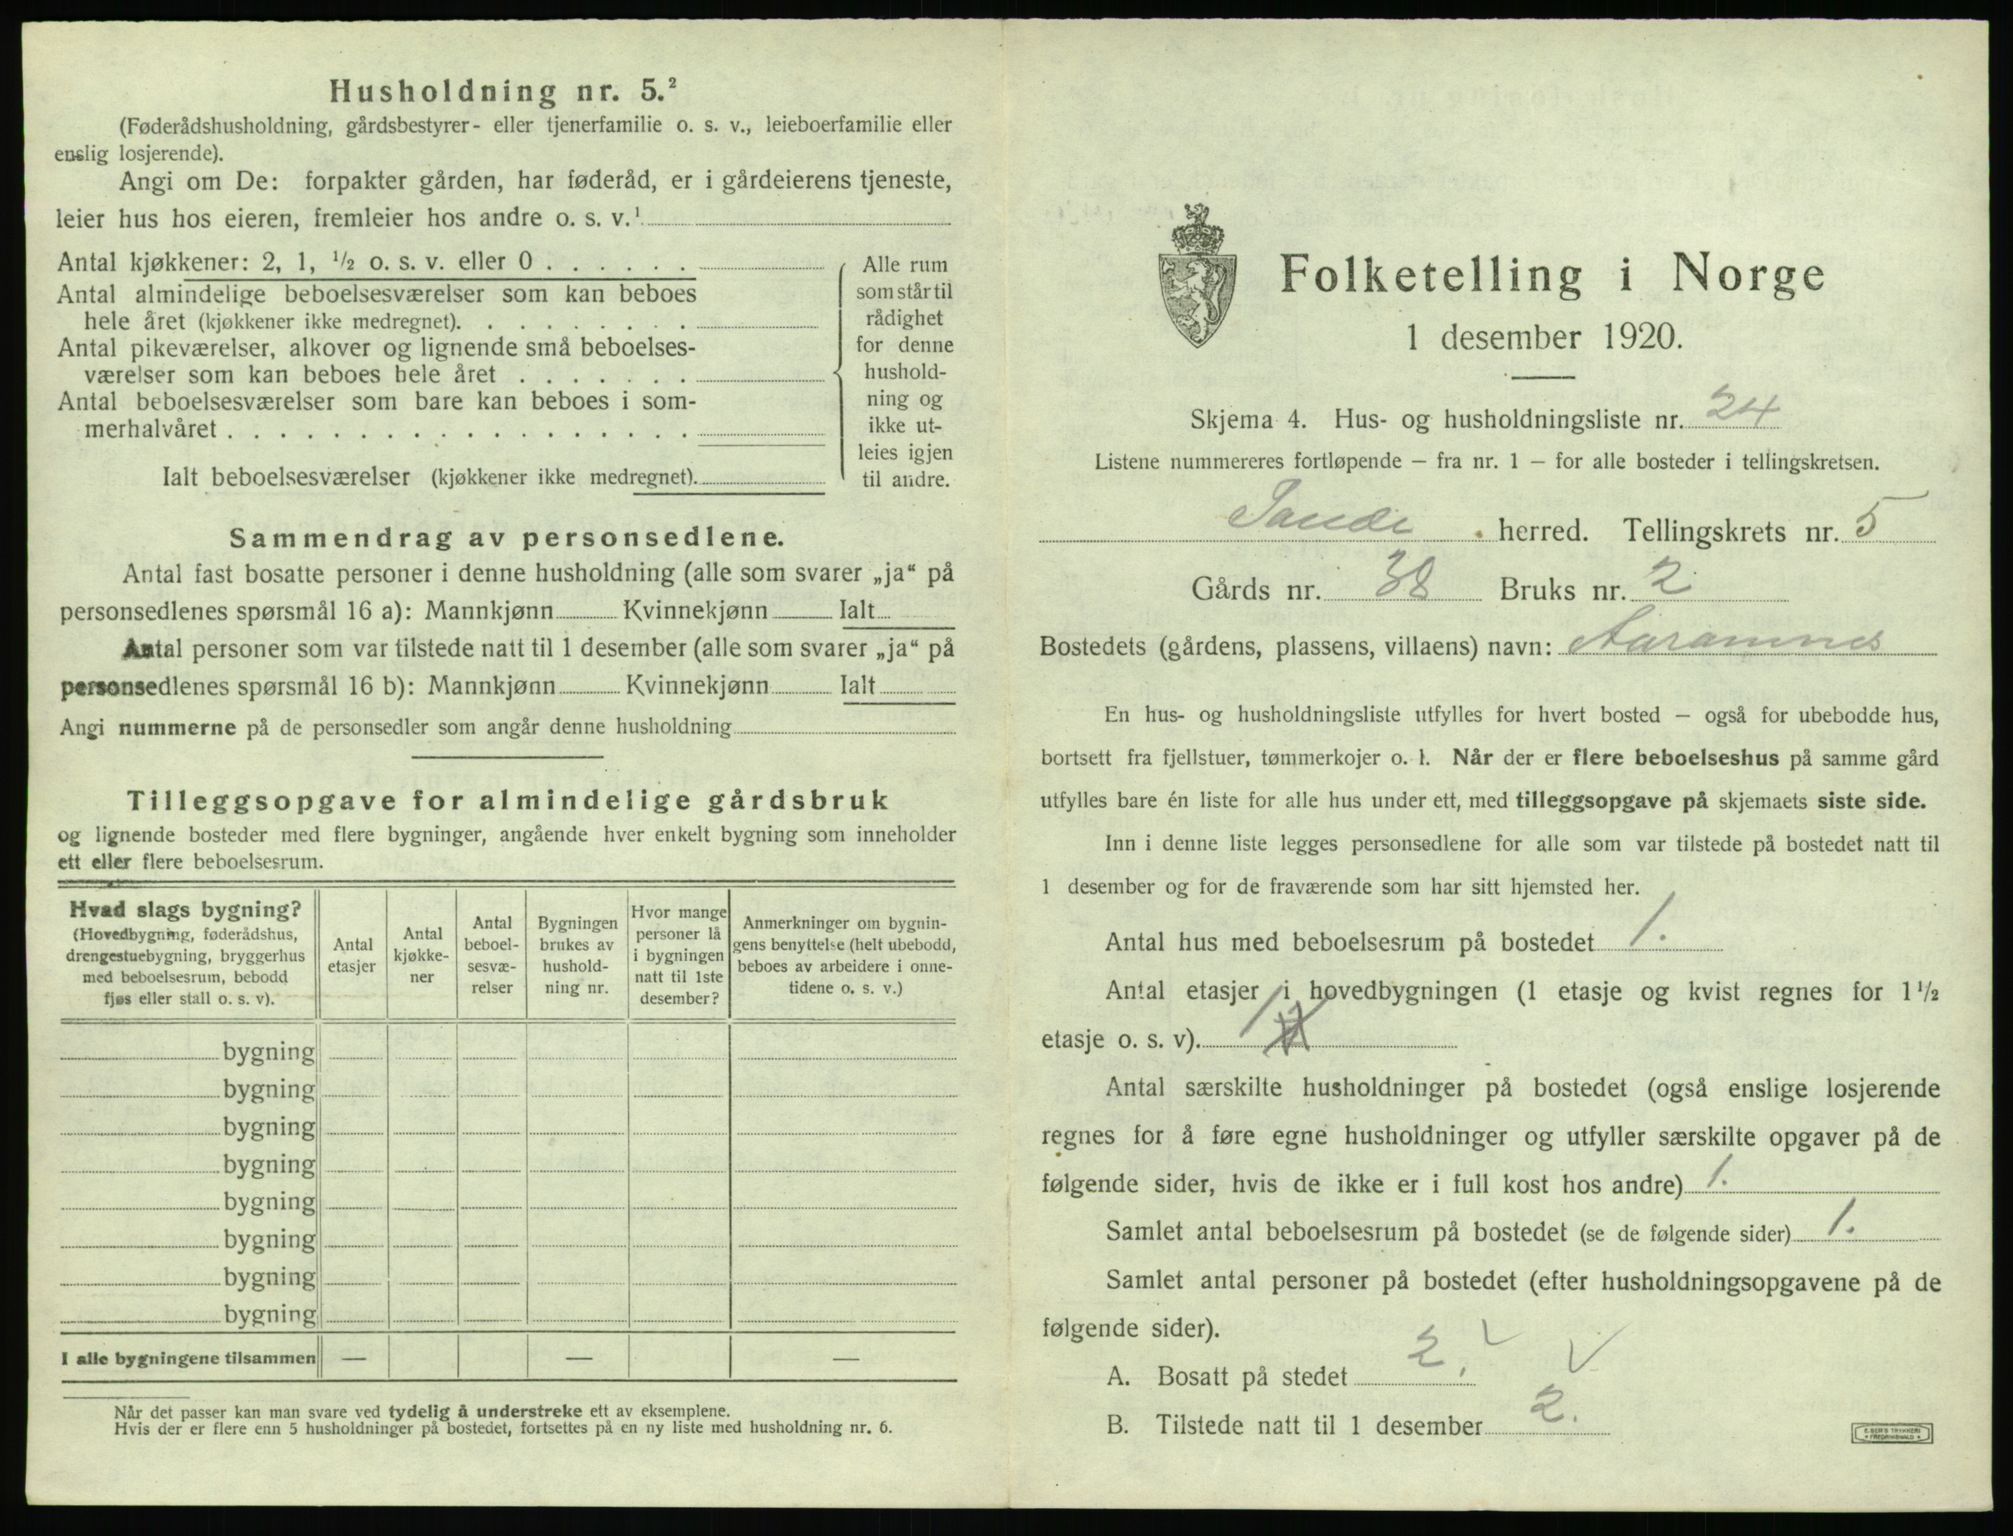 Husholdning nr. 5.²
(Føderådshusholdning, gårdsbestyrer- eller tjenerfamilie o. s. v., leieboerfamilie eller
enslig losjerende).
Angi om De: forpakter gården, har føderåd, er i gårdeierens tjeneste,
leier hus hos eieren, fremleier hos andre o. s. v.¹
Antal kjøkkener: 2, 1, ½ o. s. v. eller 0 . . . . . .
Antal almindelige beboelsesværelser som kan beboes
hele året (kjøkkener ikke medregnet). . . . . . . . .
Antal pikeværelser, alkover og lignende små beboelses-
værelser som kan beboes hele året . . . . . . .
Antal beboelsesværelser som bare kan beboes i som-
merhalvåret . . . . . . . . . . . . . . . . . .
Ialt beboelsesværelser (kjøkkener ikke medregnet).
Alle rum
som står til
rådighet
for denne
hushold-
ning og
ikke ut-
leies igjen
til andre.
Sammendrag av personsedlene.
Antal fast bosatte personer i denne husholdning (alle som svarer „ja“ på
personsedlenes spørsmål 16 a): Mannkjønn Kvinnekjønn Ialt
Antal personer som var tilstede natt til 1 desember (alle som svarer „ja“ på
personsedlenes spørsmål 16 b): Mannkjønn Kvinnekjønn Ialt
Angi nummerne på de personsedler som angår denne husholdning
Tilleggsopgave for almindelige gårdsbruk
og lignende bosteder med flere bygninger, angående hver enkelt bygning som inneholder
ett eller flere beboelsesrum.
Hvad slags bygning?
(Hovedbygning, føderådshus,
drengestuebygning, bryggerhus
med beboelsesrum, bebodd
fjøs eller stall o. s. v).
Antal
etasjer
Antal
kjøkke-
ner
Antal
beboel-
sesvæ-
relser
Bygningen
brukes av
hushold-
ning nr.
Hvor mange
personer lå
i bygningen
natt til 1ste
desember?
Anmerkninger om bygnin-
gens benyttelse (helt ubebodd,
beboes av arbeidere i onne-
tidene o. s. v.)
bygning
bygning
bygning
bygning
bygning
bygning
bygning
bygning
I alle bygningene tilsammen — — —
Når det passer kan man svare ved tydelig å understreke ett av eksemplene.
Hvis der er flere enn 5 husholdninger på bostedet, fortsettes på en ny liste med husholdning nr. 6.
Folketelling i Norge
1 desember 1920.
Skjema 4. Hus- og husholdningsliste nr. 24
Listene nummereres fortløpende — fra nr. 1 — for alle bosteder i tellingskretsen.
Sande herred. Tellingskrets nr. 5
Gårds nr. 38 Bruks nr. 2
Bostedets (gårdens, plassens, villaens) navn: Aaramnes
En hus- og husholdningsliste utfylles for hvert bosted — også for ubebodde hus,
bortsett fra fjellstuer, tømmerkojer o. l. Når der er flere beboelseshus på samme gård
utfylles bare én liste for alle hus under ett, med tilleggsopgave på skjemaets siste side.
Inn i denne liste legges personsedlene for alle som var tilstede på bostedet natt til
1 desember og for de fraværende som har sitt hjemsted her.
Antal hus med beboelsesrum på bostedet 1.
Antal etasjer i hovedbygningen (1 etasje og kvist regnes for 1½
etasje o. s. v). 1
Antal særskilte husholdninger på bostedet (også enslige losjerende
regnes for å føre egne husholdninger og utfyller særskilte opgaver på de
følgende sider, hvis de ikke er i full kost hos andre) 1.
Samlet antal beboelsesrum på bostedet (se de følgende sider) 1.
Samlet antal personer på bostedet (efter husholdningsopgavene på de
følgende sider).
A. Bosatt på stedet 2.
B. Tilstede natt til 1 desember 2.